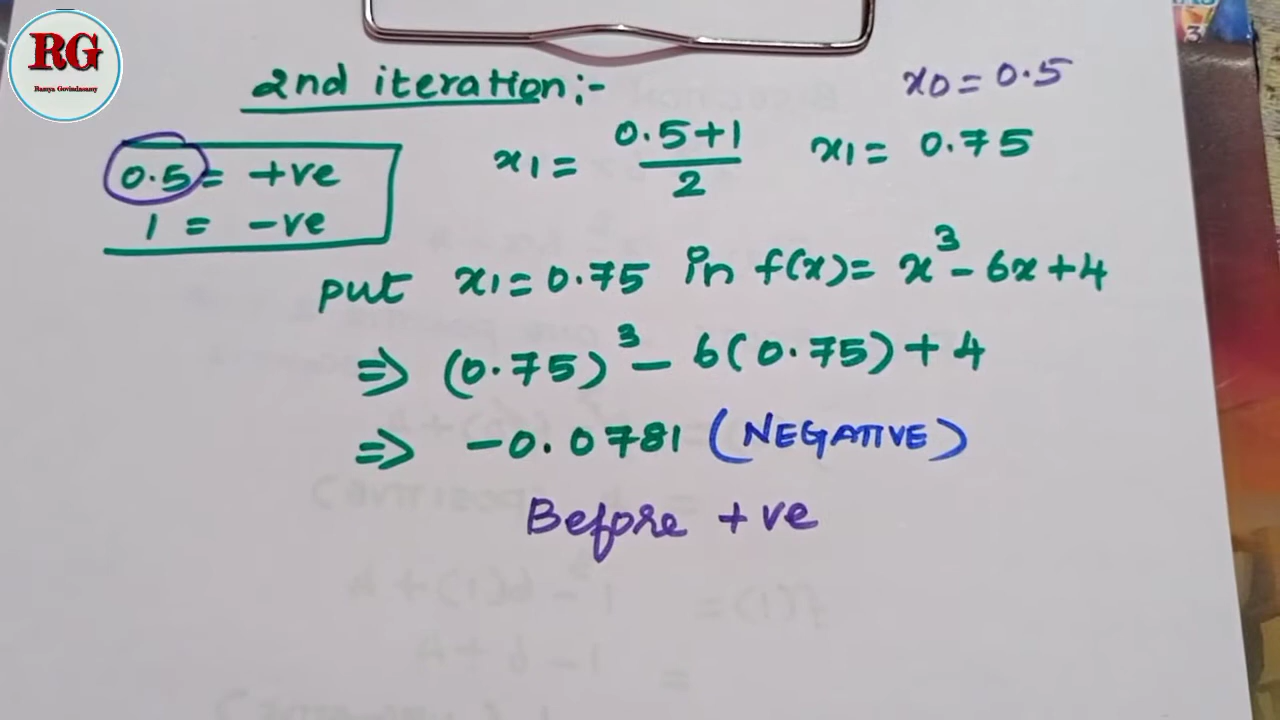 RG
Ramya Govindasamy
2nd iteration:-
x0 = 0.5
0.5 = +ve
1 = -ve
x1 = (0.5+1)/2   x1 = 0.75
put x1 = 0.75 in f(x) = x³ - 6x + 4
⇒ (0.75)³ - 6(0.75) + 4
⇒ -0.0781 (NEGATIVE)
Before +ve